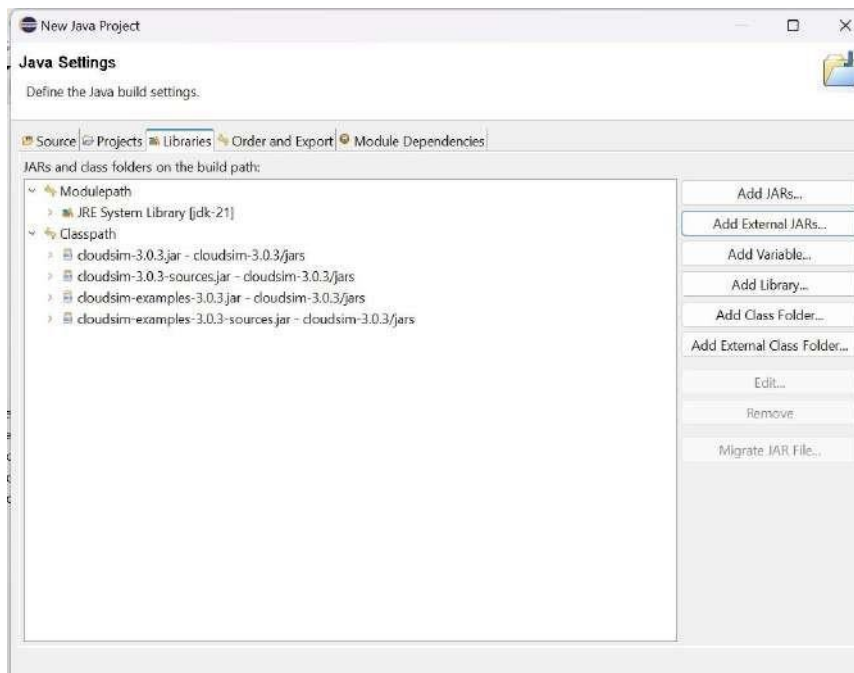 New Java Project
Java Settings
Define the Java build settings.
Source Projects Libraries Order and Export Module Dependencies
JARs and class folders on the build path:
Modulepath
JRE System Library [jdk-21]
Classpath
cloudsim-3.0.3.jar - cloudsim-3.0.3/jars
cloudsim-3.0.3-sources.jar - cloudsim-3.0.3/jars
cloudsim-examples-3.0.3.jar - cloudsim-3.0.3/jars
cloudsim-examples-3.0.3-sources.jar - cloudsim-3.0.3/jars
Add JARs...
Add External JARs...
Add Variable...
Add Library...
Add Class Folder...
Add External Class Folder...
Edit...
Remove
Migrate JAR File...